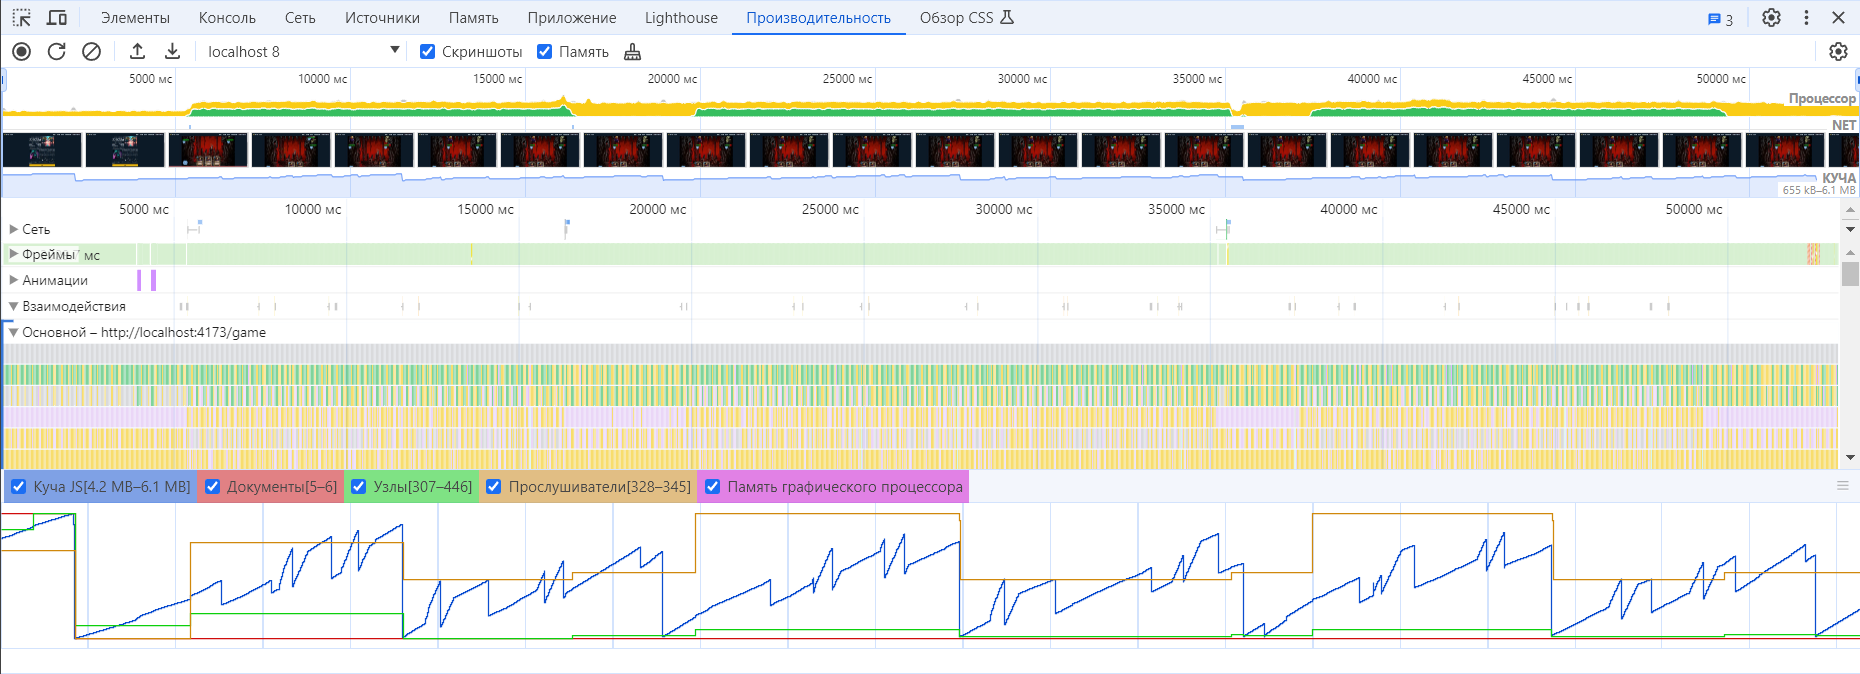 Элементы Консоль Сеть Источники Память Приложение Lighthouse Производительность Обзор CSS 3
localhost 8 Скриншоты Память
5000 мс 10000 мс 15000 мс 20000 мс 25000 мс 30000 мс 35000 мс 40000 мс 45000 мс 50000 мс
Процессор
NET
КУЧА
655 kB–6.1 MB
5000 мс 10000 мс 15000 мс 20000 мс 25000 мс 30000 мс 35000 мс 40000 мс 45000 мс 50000 мс
Сеть
Фреймы мс
Анимации
Взаимодействия
Основной – http://localhost:4173/game
Куча JS[4.2 MB–6.1 MB] Документы[5–6] Узлы[307–446] Прослушиватели[328–345] Память графического процессора